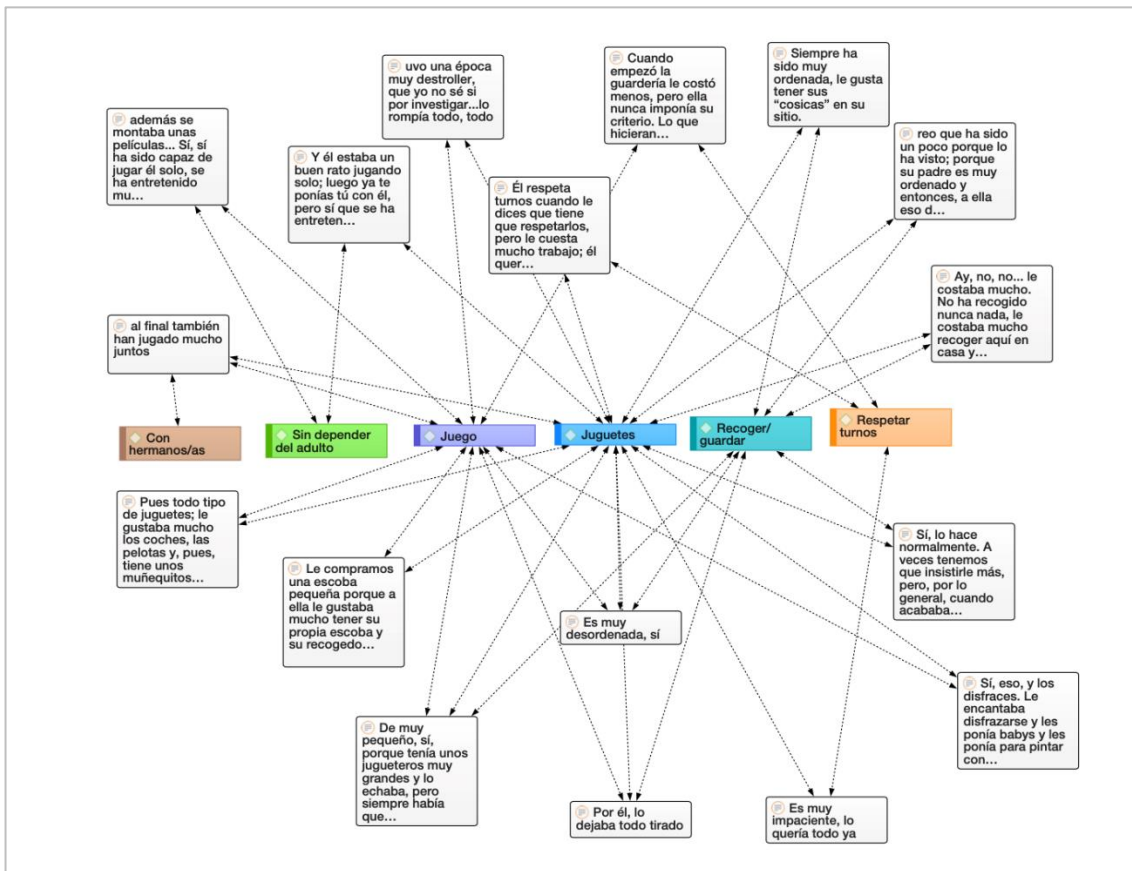 además se
montaba unas
películas... Sí, sí
ha sido capaz de
jugar él solo, se
ha entretenido
mu...
Y él estaba un
buen rato jugando
solo; luego ya te
ponías tú con él,
pero sí que se ha
entreten...
uvo una época
muy destroller,
que yo no sé si
por investigar...lo
rompía todo, todo
Él respeta
turnos cuando le
dices que tiene
que respetarlos,
pero le cuesta
mucho trabajo; él
quer...
Cuando
empezó la
guardería le costó
menos, pero ella
nunca imponía su
criterio. Lo que
hicieran...
Siempre ha
sido muy
ordenada, le gusta
tener sus
“cosicas” en su
sitio.
reo que ha sido
un poco porque lo
ha visto; porque
su padre es muy
ordenado y
entonces, a ella
eso d...
Ay, no, no... le
costaba mucho.
No ha recogido
nunca nada, le
costaba mucho
recoger aquí en
casa y...
al final también
han jugado mucho
juntos
Con
hermanos/as
Sin depender
del adulto
Juego
Juguetes
Recoger/
guardar
Respetar
turnos
Pues todo tipo
de juguetes; le
gustaba mucho
los coches, las
pelotas y, pues,
tiene unos
muñequitos...
Le compramos
una escoba
pequeña porque a
ella le gustaba
mucho tener su
propia escoba y
su recogedo...
Es muy
desordenada, sí
Sí, lo hace
normalmente. A
veces tenemos
que insistirle más,
pero, por lo
general, cuando
acababa...
De muy
pequeño, sí,
porque tenía unos
jugueteros muy
grandes y lo
echaba, pero
siempre había
que...
Por él, lo
dejaba todo tirado
Es muy
impaciente, lo
quería todo ya
Sí, eso, y los
disfraces. Le
encantaba
disfrazarse y les
ponía babys y les
ponía para pintar
con...